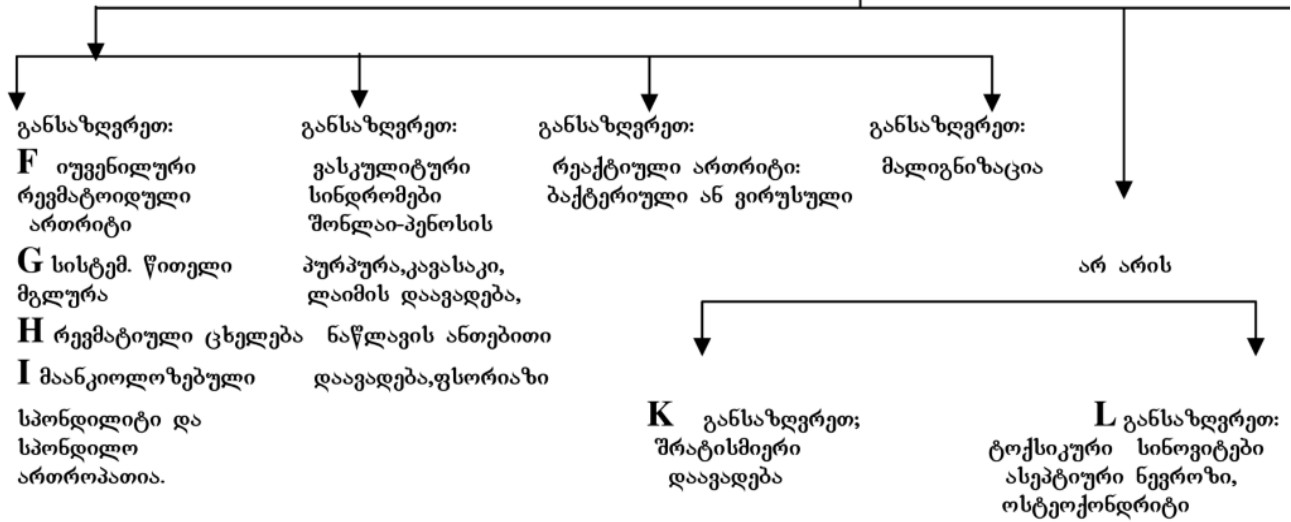 განსაზღვრეთ:
F იუვენილური
რევმატოიდული
ართრიტი
G სისტემ. წითელი
მგლურა
H რევმატიული ცხელება
I მაანკიოლოზებული
სპონდილიტი და
სპონდილო
ართროპათია.
განსაზღვრეთ:
ვასკულიტური
სინდრომები
შონლაი-პენოსის
პურპურა,კავასაკი,
ლაიმის დაავადება,
ნაწლავის ანთებითი
დაავადება,ფსორიაზი
განსაზღვრეთ:
რეაქტიული ართრიტი:
ბაქტერიული ან ვირუსული
განსაზღვრეთ:
მალიგნიზაცია
არ არის
K განსაზღვრეთ;
შრატისმიერი
დაავადება
L განსაზღვრეთ:
ტოქსიკური სინოვიტები
ასეპტიური ნევროზი,
ოსტეოქონდრიტი